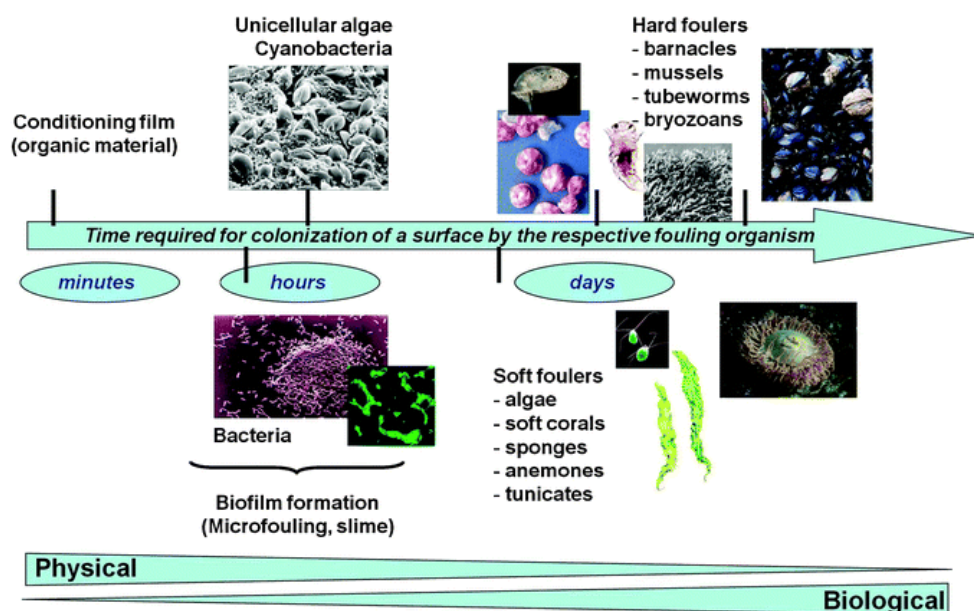 Unicellular algae
Cyanobacteria
Hard foulers
- barnacles
- mussels
- tubeworms
- bryozoans
Conditioning film
(organic material)
Time required for colonization of a surface by the respective fouling organism
minutes
hours
days
Bacteria
Soft foulers
- algae
- soft corals
- sponges
- anemones
- tunicates
Biofilm formation
(Microfouling, slime)
Physical
Biological